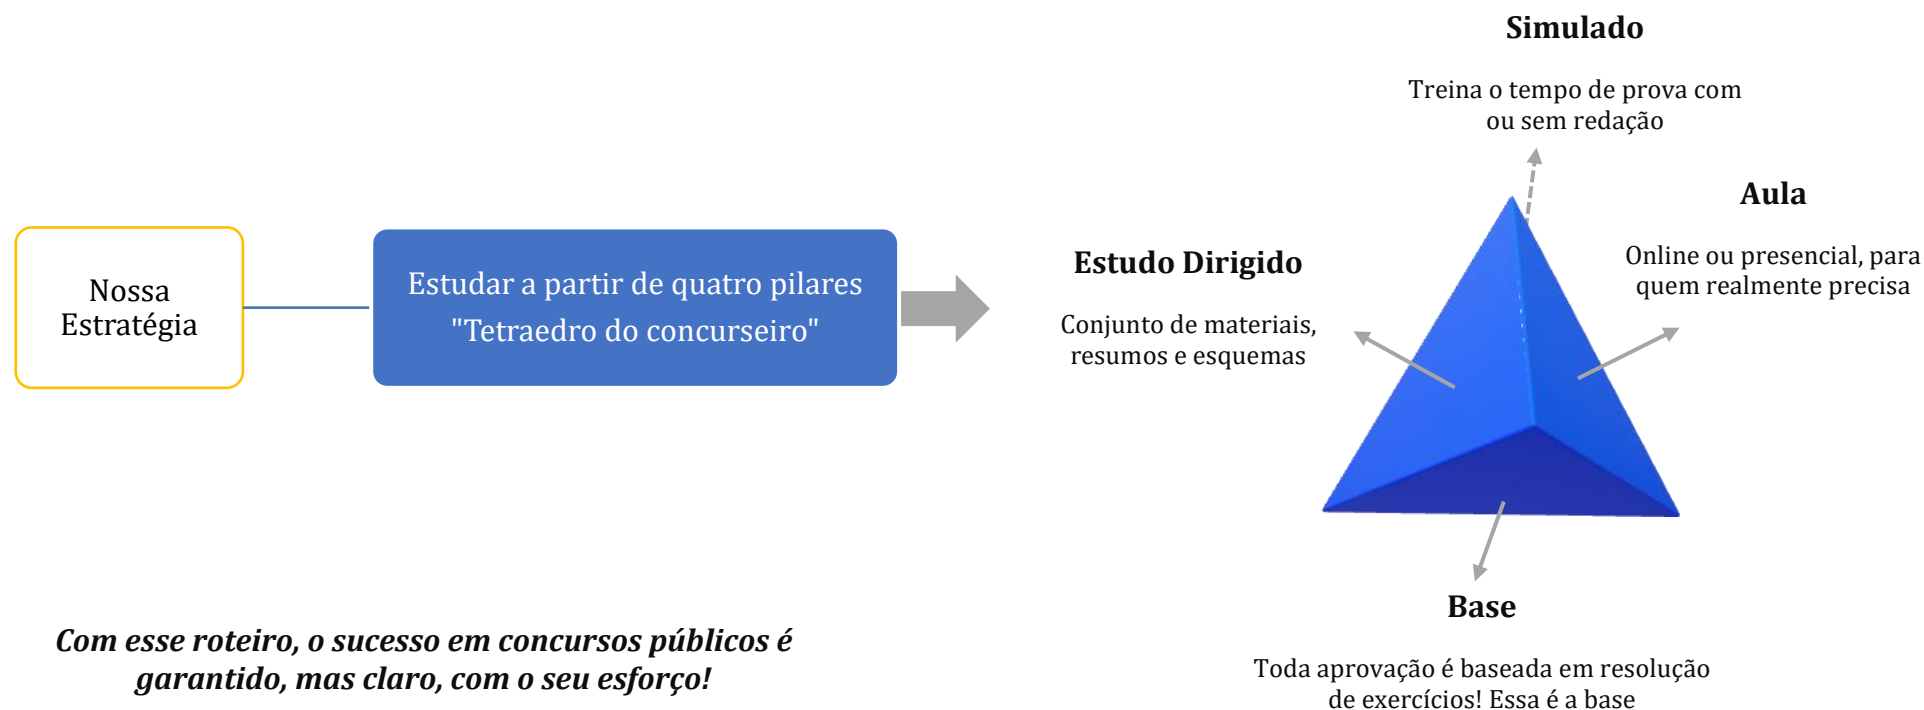 Nossa
Estratégia
Estudar a partir de quatro pilares
"Tetraedro do concurseiro"
Simulado
Treina o tempo de prova com
ou sem redação
Aula
Online ou presencial, para
quem realmente precisa
Estudo Dirigido
Conjunto de materiais,
resumos e esquemas
Base
Toda aprovação é baseada em resolução
de exercícios! Essa é a base
Com esse roteiro, o sucesso em concursos públicos é
garantido, mas claro, com o seu esforço!